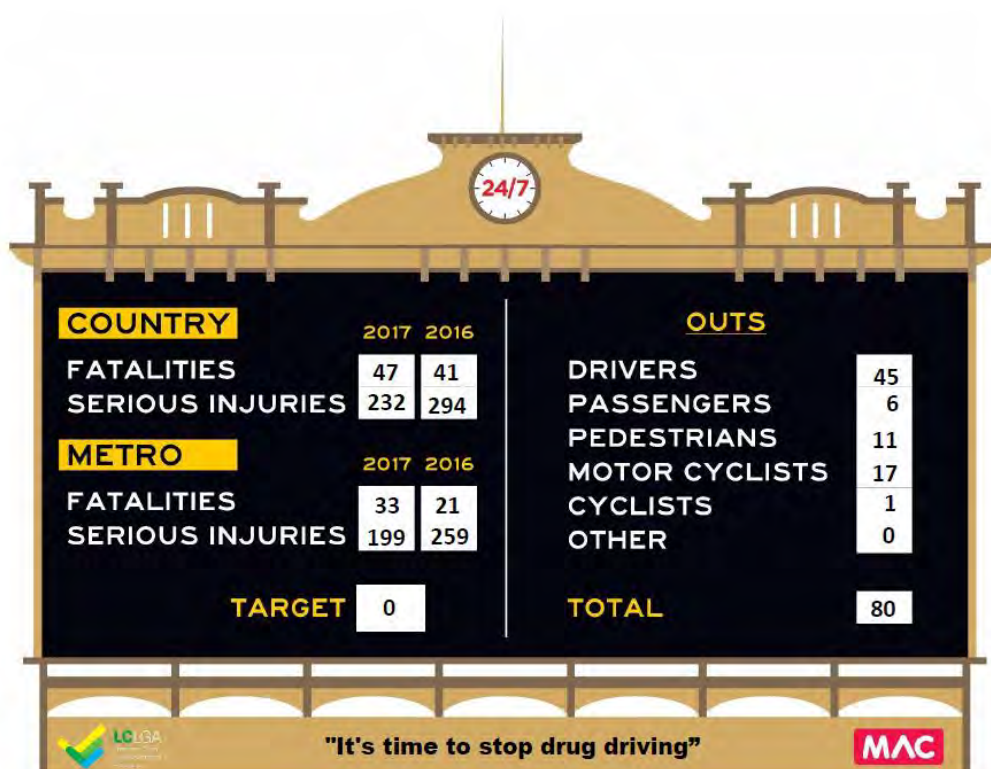 24/7
COUNTRY
2017 2016
FATALITIES 47 41
SERIOUS INJURIES 232 294
METRO
2017 2016
FATALITIES 33 21
SERIOUS INJURIES 199 259
TARGET 0
OUTS
DRIVERS 45
PASSENGERS 6
PEDESTRIANS 11
MOTOR CYCLISTS 17
CYCLISTS 1
OTHER 0
TOTAL 80
LCLGA
"It's time to stop drug driving”
MAC